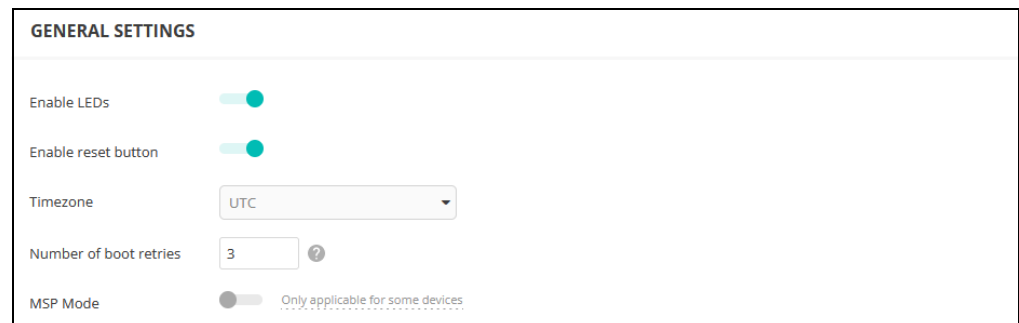 GENERAL SETTINGS
Enable LEDs
Enable reset button
Timezone UTC
Number of boot retries 3 ?
MSP Mode Only applicable for some devices